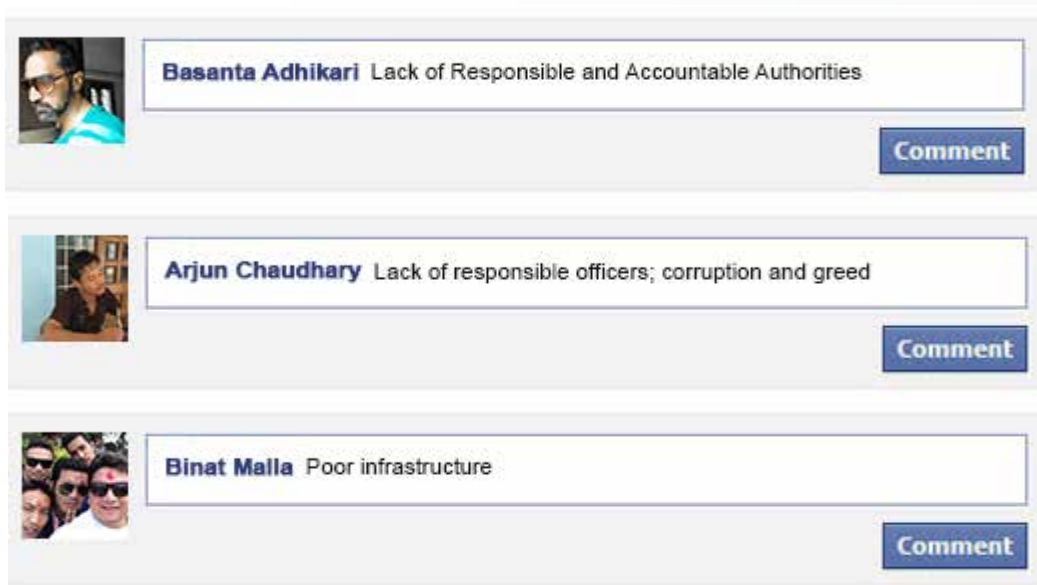 Basanta Adhikari Lack of Responsible and Accountable Authorities
Comment
Arjun Chaudhary Lack of responsible officers; corruption and greed
Comment
Binat Malla Poor infrastructure
Comment